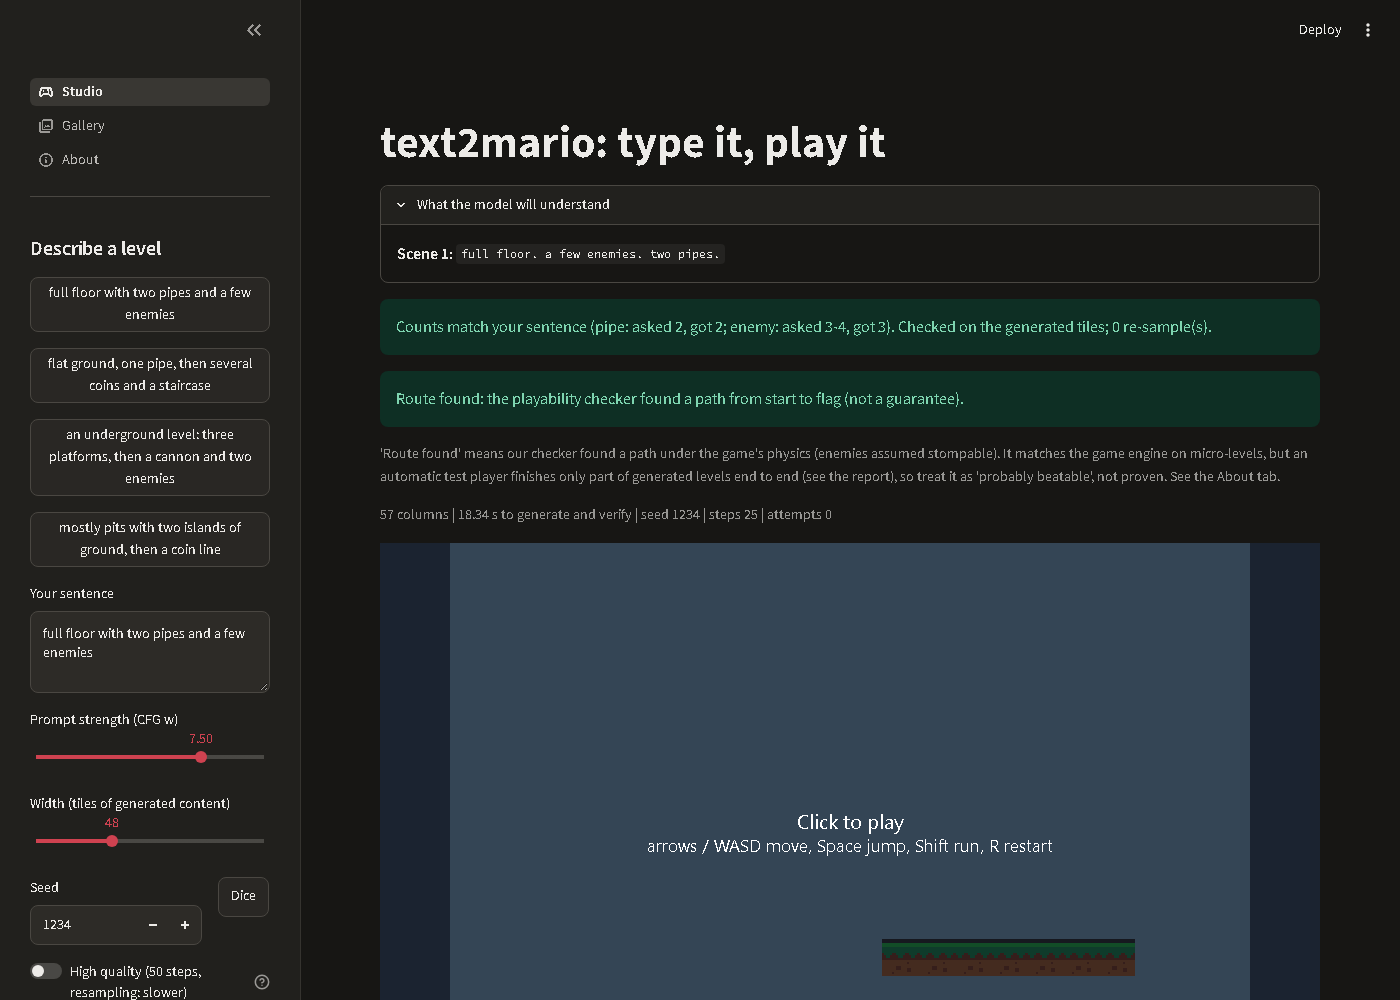 Deploy
Studio
Gallery
About
Describe a level
full floor with two pipes and a few
enemies
flat ground, one pipe, then several
coins and a staircase
an underground level: three
platforms, then a cannon and two
enemies
mostly pits with two islands of
ground, then a coin line
Your sentence
full floor with two pipes and a few
enemies
Prompt strength (CFG w)
7.50
Width (tiles of generated content)
48
Seed
Dice
1234
High quality (50 steps,
resampling: slower)
text2mario: type it, play it
What the model will understand
Scene 1: full floor. a few enemies. two pipes.
Counts match your sentence (pipe: asked 2, got 2; enemy: asked 3-4, got 3). Checked on the generated tiles; 0 re-sample(s).
Route found: the playability checker found a path from start to flag (not a guarantee).
'Route found' means our checker found a path under the game's physics (enemies assumed stompable). It matches the game engine on micro-levels, but an
automatic test player finishes only part of generated levels end to end (see the report), so treat it as 'probably beatable', not proven. See the About tab.
57 columns | 18.34 s to generate and verify | seed 1234 | steps 25 | attempts 0
Click to play
arrows / WASD move, Space jump, Shift run, R restart